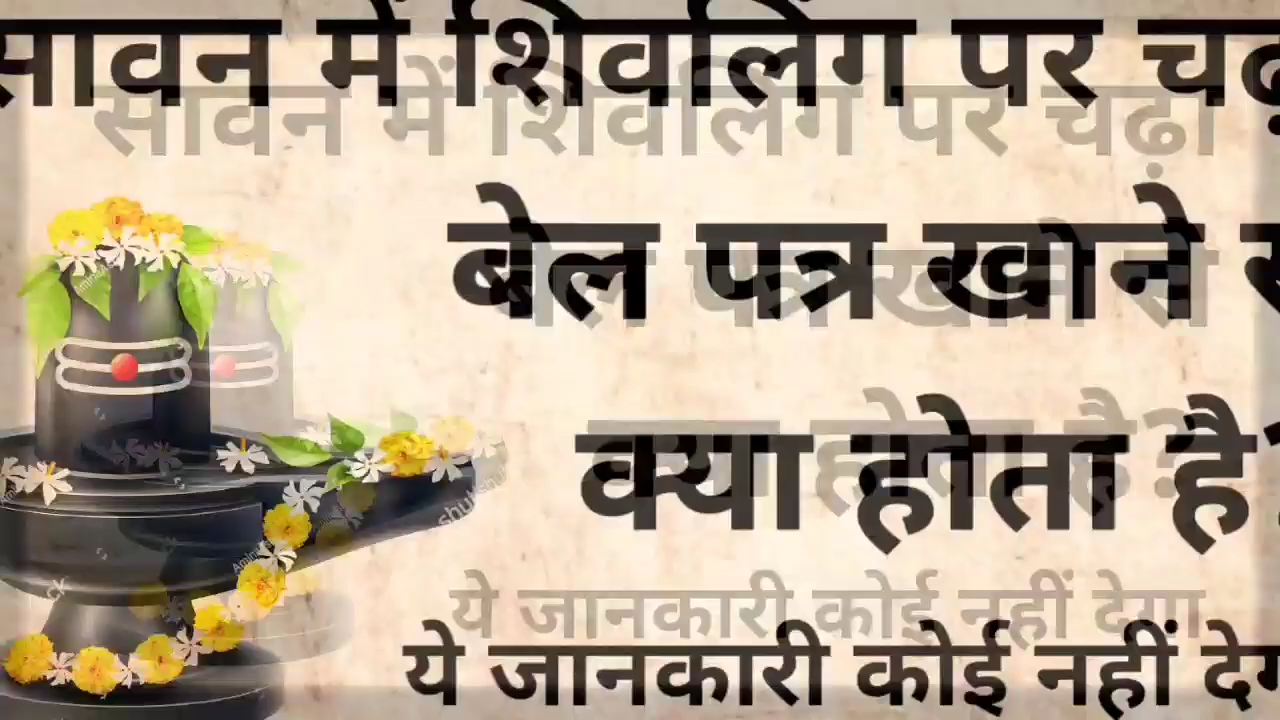 सावन में शिवलिंग पर चढ़ा
बेल पत्र खाने से
क्या होता है?
ये जानकारी कोई नहीं देगा